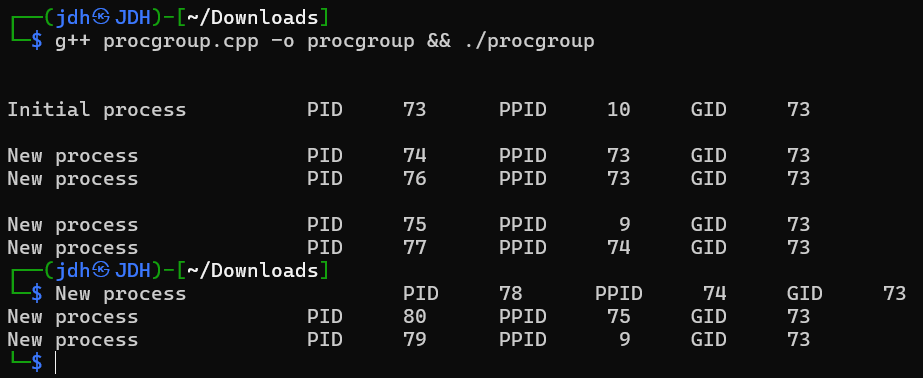 ┌──(jdh㉿JDH)-[~/Downloads]
└─$ g++ procgroup.cpp -o procgroup && ./procgroup
Initial process PID 73 PPID 10 GID 73
New process PID 74 PPID 73 GID 73
New process PID 76 PPID 73 GID 73
New process PID 75 PPID 9 GID 73
New process PID 77 PPID 74 GID 73
┌──(jdh㉿JDH)-[~/Downloads]
└─$ New process PID 78 PPID 74 GID 73
New process PID 80 PPID 75 GID 73
New process PID 79 PPID 9 GID 73
└─$